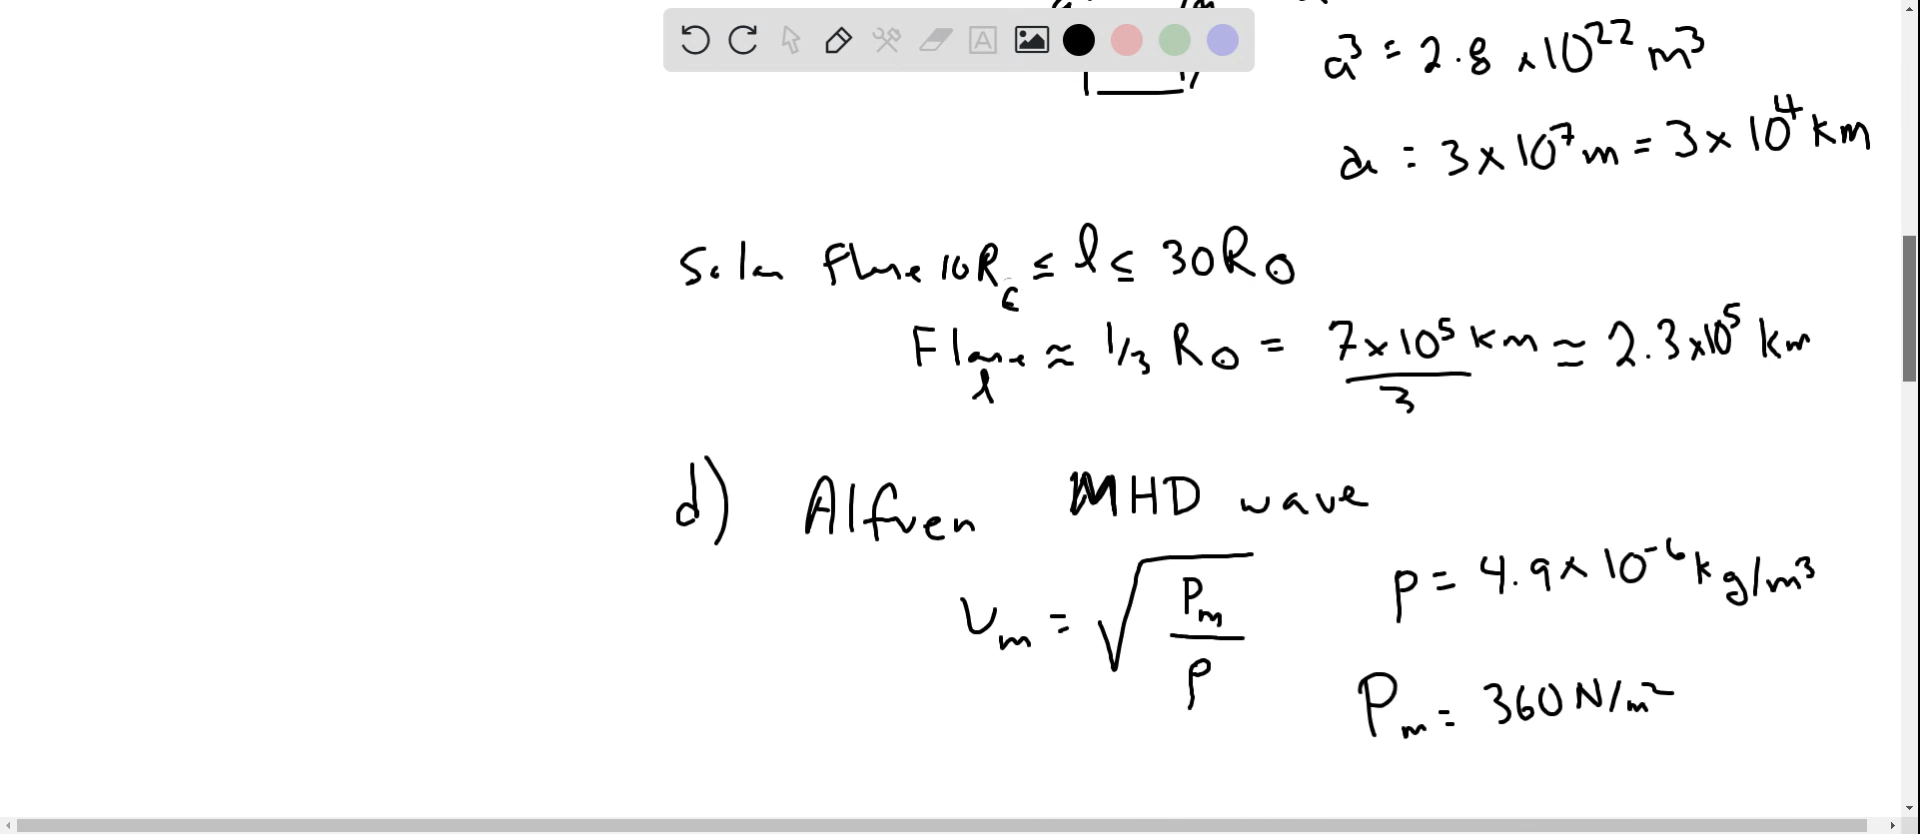 a³ = 2.8 × 10²² m³
a = 3 × 10⁷ m = 3 × 10⁴ km
Solar Flare 10R ≤ l ≤ 30R⊙
Flare ≈ 1/3 R⊙ = 7×10⁵ km / 3 ≃ 2.3×10⁵ km
l
d) Alfven MHD wave
ρ = 4.9 × 10⁻⁶ kg/m³
υₘ = √(Pₘ/ρ)
Pₘ = 360 N/m²